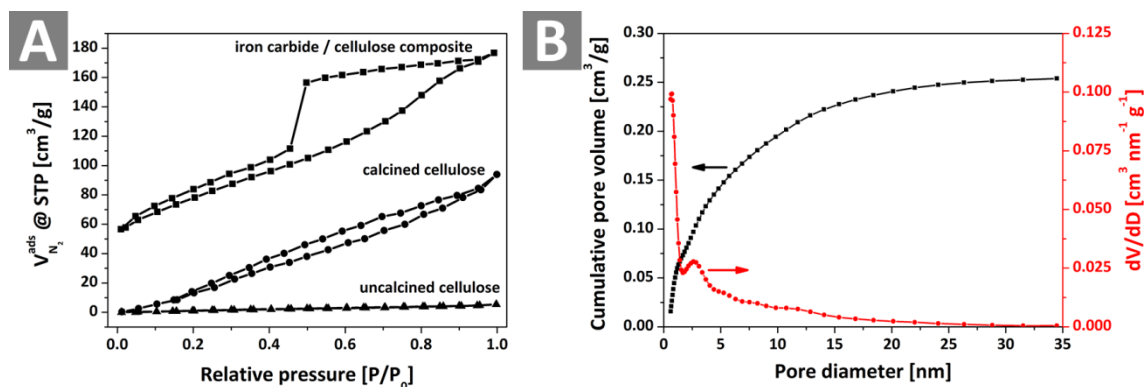 A
iron carbide / cellulose composite
calcined cellulose
uncalcined cellulose
180
160
140
120
100
80
60
40
20
0
0.0 0.2 0.4 0.6 0.8 1.0
V_N₂^ads @ STP [cm³/g]
Relative pressure [P/P₀]
B
Cumulative pore volume [cm³/g]
0.30
0.25
0.20
0.15
0.10
0.05
0.00
0 5 10 15 20 25 30 35
Pore diameter [nm]
0.125
0.100
0.075
0.050
0.025
0.000
dV/dD [cm³ nm⁻¹ g⁻¹]